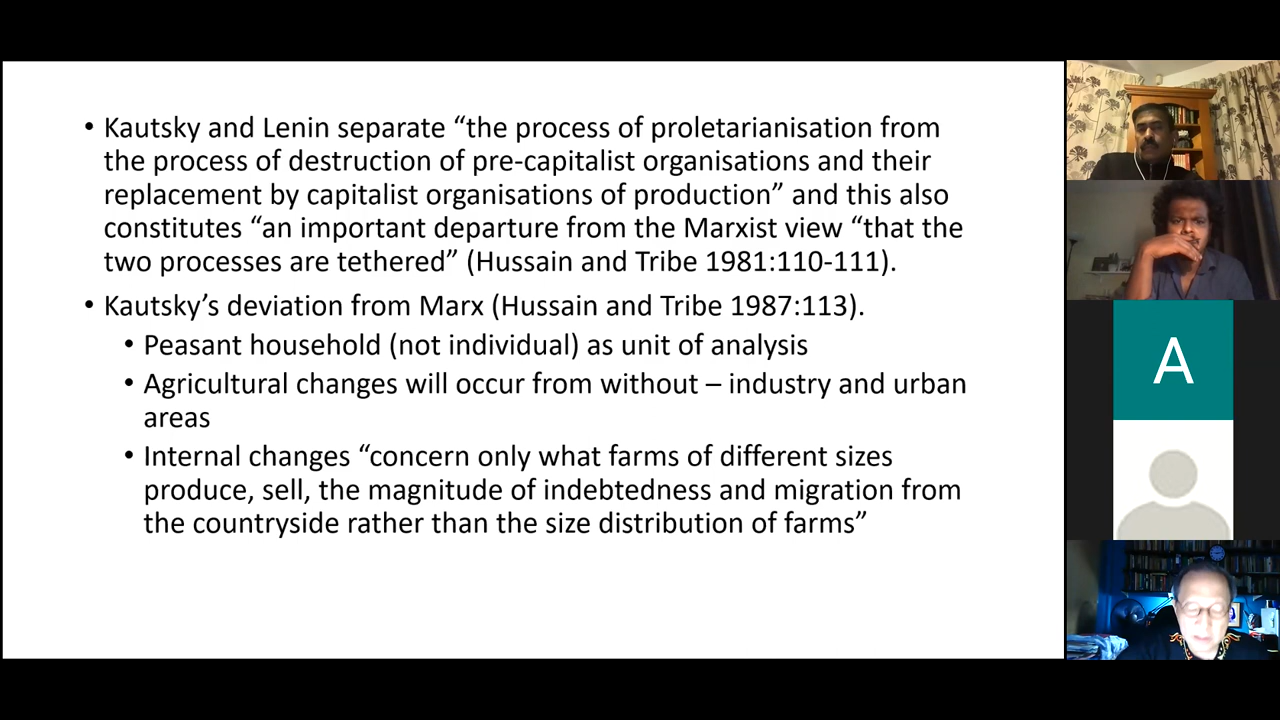 • Kautsky and Lenin separate “the process of proletarianisation from
the process of destruction of pre-capitalist organisations and their
replacement by capitalist organisations of production” and this also
constitutes “an important departure from the Marxist view “that the
two processes are tethered” (Hussain and Tribe 1981:110-111).
• Kautsky’s deviation from Marx (Hussain and Tribe 1987:113).
• Peasant household (not individual) as unit of analysis
• Agricultural changes will occur from without – industry and urban
areas
• Internal changes “concern only what farms of different sizes
produce, sell, the magnitude of indebtedness and migration from
the countryside rather than the size distribution of farms”
A